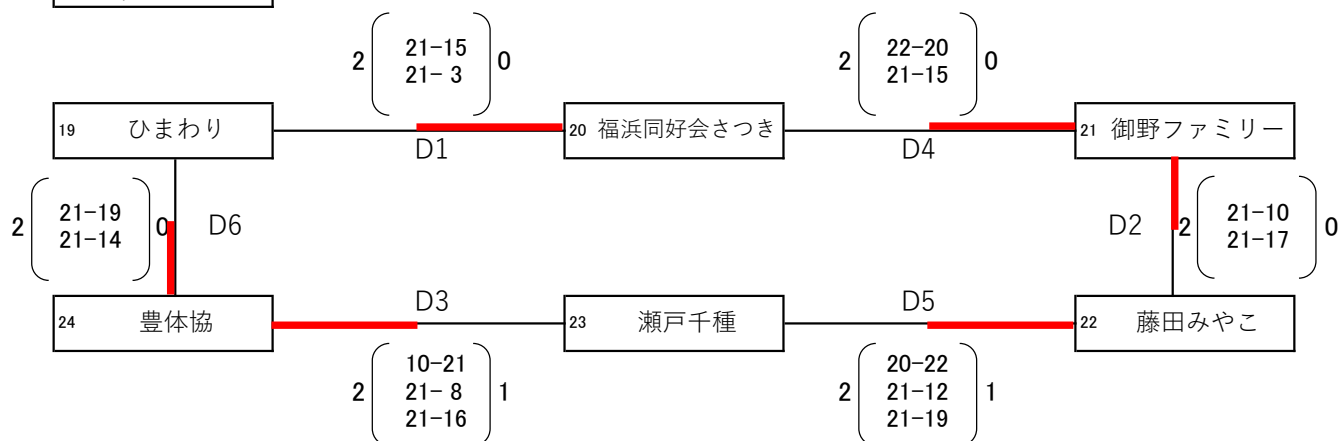 2 21-15 0
21- 3
2 22-20 0
21-15
19 ひまわり
20 福浜同好会さつき
21 御野ファミリー
D1
D4
2 21-19 0
21-14
D6
D2
2 21-10 0
21-17
24 豊体協
D3
23 瀬戸千種
D5
22 藤田みやこ
10-21
2 21- 8 1
21-16
20-22
2 21-12 1
21-19